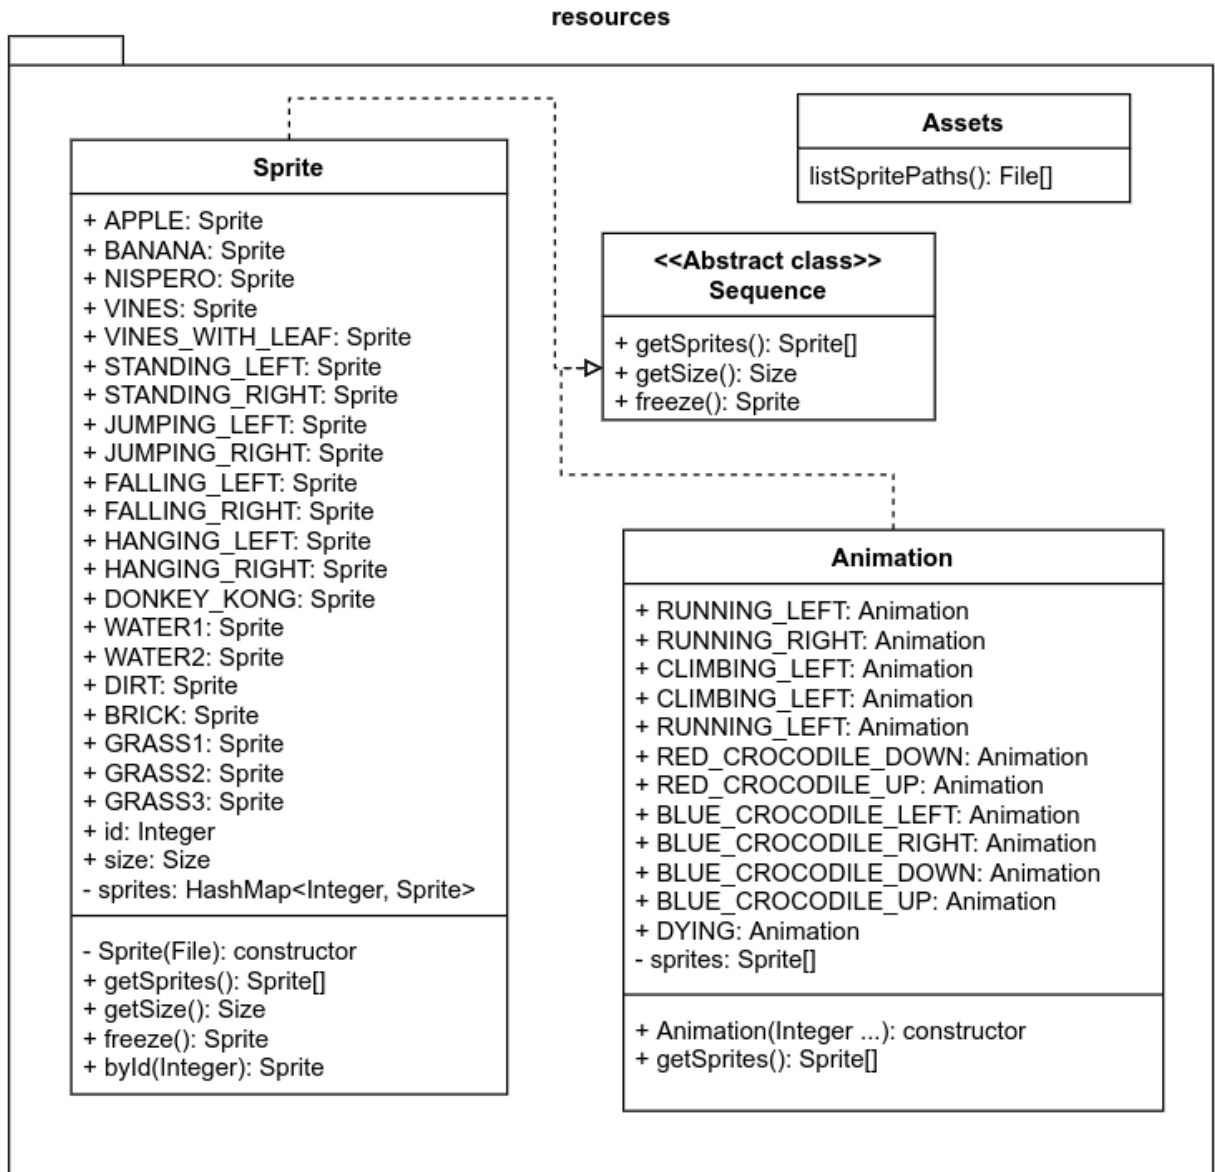 resources
Sprite
+ APPLE: Sprite
+ BANANA: Sprite
+ NISPERO: Sprite
+ VINES: Sprite
+ VINES_WITH_LEAF: Sprite
+ STANDING_LEFT: Sprite
+ STANDING_RIGHT: Sprite
+ JUMPING_LEFT: Sprite
+ JUMPING_RIGHT: Sprite
+ FALLING_LEFT: Sprite
+ FALLING_RIGHT: Sprite
+ HANGING_LEFT: Sprite
+ HANGING_RIGHT: Sprite
+ DONKEY_KONG: Sprite
+ WATER1: Sprite
+ WATER2: Sprite
+ DIRT: Sprite
+ BRICK: Sprite
+ GRASS1: Sprite
+ GRASS2: Sprite
+ GRASS3: Sprite
+ id: Integer
+ size: Size
- sprites: HashMap<Integer, Sprite>
- Sprite(File): constructor
+ getSprites(): Sprite[]
+ getSize(): Size
+ freeze(): Sprite
+ byId(Integer): Sprite
Assets
listSpritePaths(): File[]
<<Abstract class>>
Sequence
+ getSprites(): Sprite[]
+ getSize(): Size
+ freeze(): Sprite
Animation
+ RUNNING_LEFT: Animation
+ RUNNING_RIGHT: Animation
+ CLIMBING_LEFT: Animation
+ CLIMBING_LEFT: Animation
+ RUNNING_LEFT: Animation
+ RED_CROCODILE_DOWN: Animation
+ RED_CROCODILE_UP: Animation
+ BLUE_CROCODILE_LEFT: Animation
+ BLUE_CROCODILE_RIGHT: Animation
+ BLUE_CROCODILE_DOWN: Animation
+ BLUE_CROCODILE_UP: Animation
+ DYING: Animation
- sprites: Sprite[]
+ Animation(Integer ...): constructor
+ getSprites(): Sprite[]